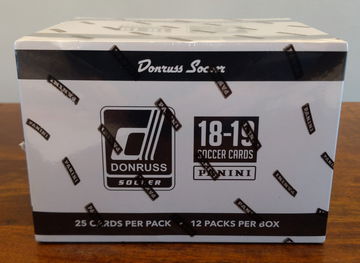 Donruss Soccer
d
DONRUSS
SOCCER
18-19
SOCCER CARDS
PANINI
25 CARDS PER PACK - 12 PACKS PER BOX